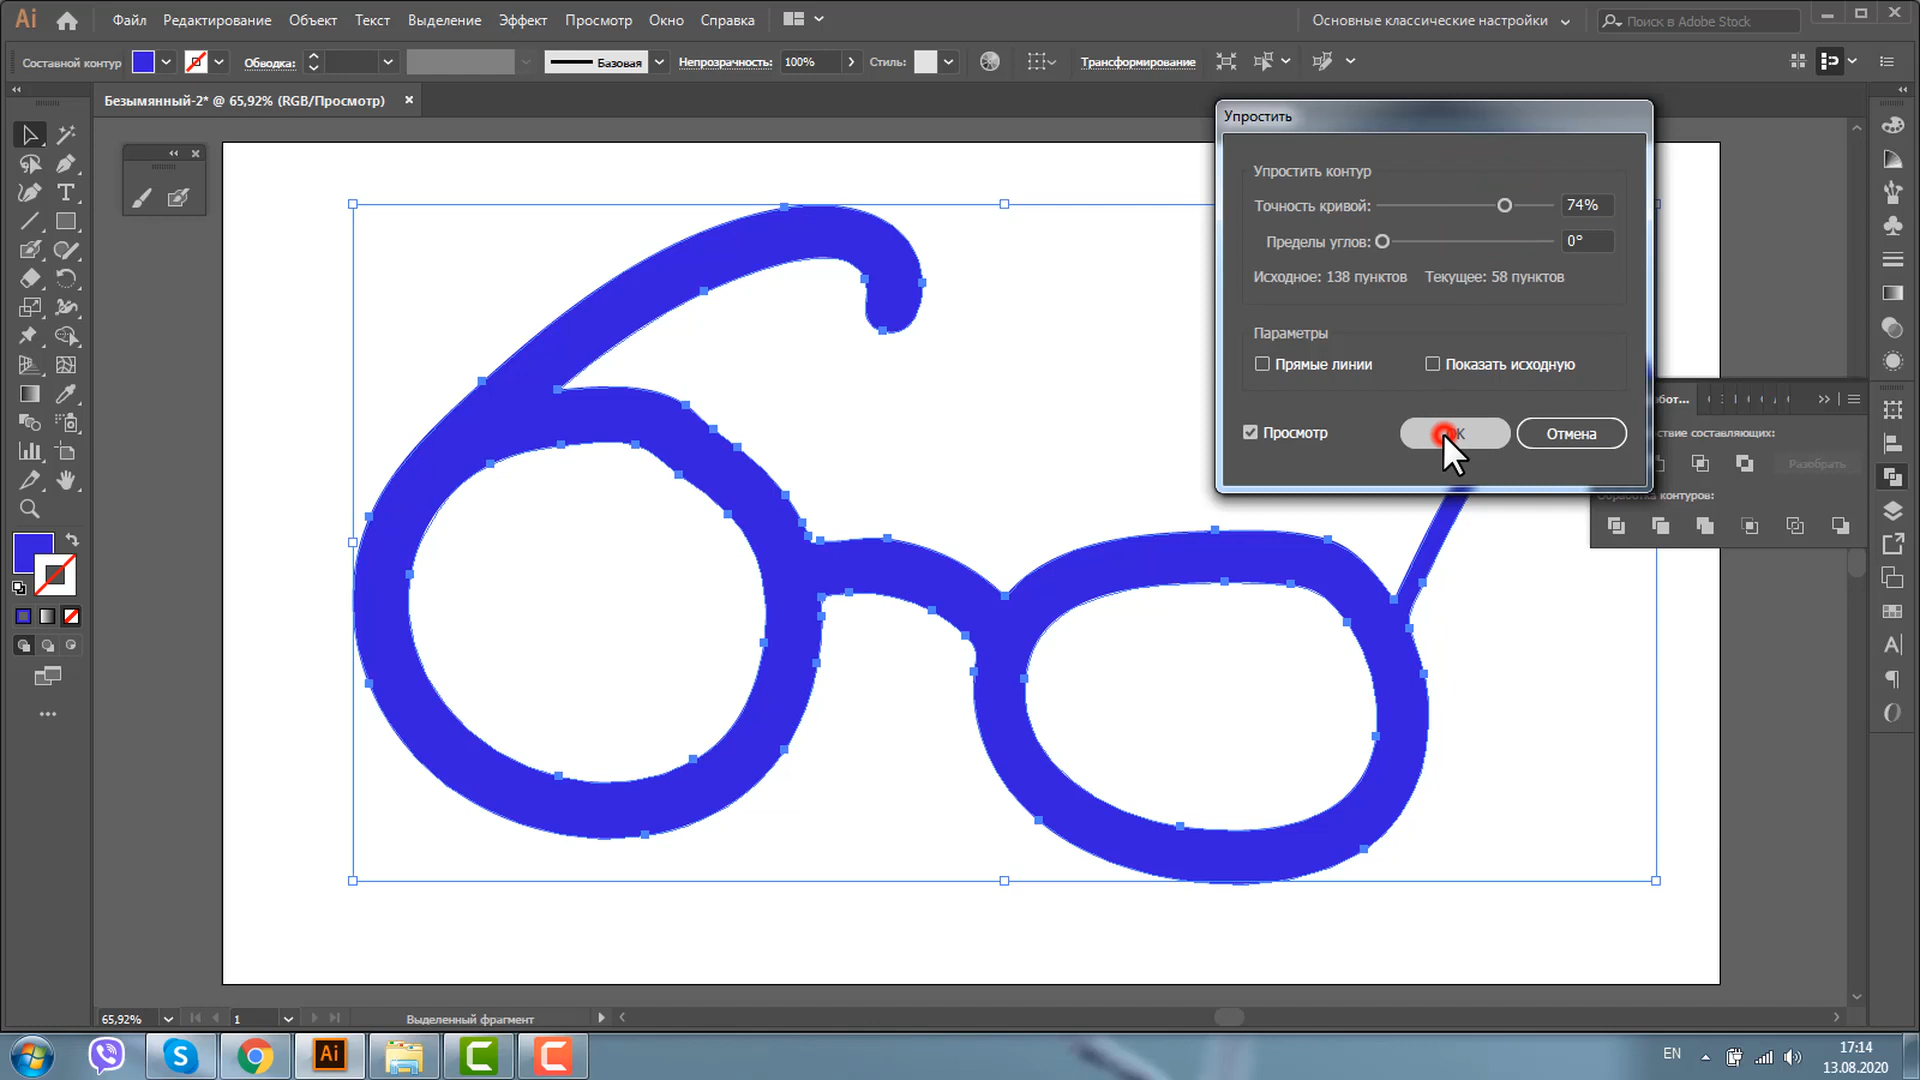 Ai Файл Редактирование Объект Текст Выделение Эффект Просмотр Окно Справка Основные классические настройки Поиск в Adobe Stock
Составной контур Обводка: Базовая Непрозрачность: 100% Стиль: Трансформирование
Безымянный-2* @ 65,92% (RGB/Просмотр)
Упростить
Упростить контур
Точность кривой: 74%
Пределы углов: 0°
Исходное: 138 пунктов Текущее: 58 пунктов
Параметры
Прямые линии Показать исходную
Просмотр Отмена
Разобрать
контуров:
65,92% 1 Выделенный фрагмент
Ai EN 17:14
13.08.2020